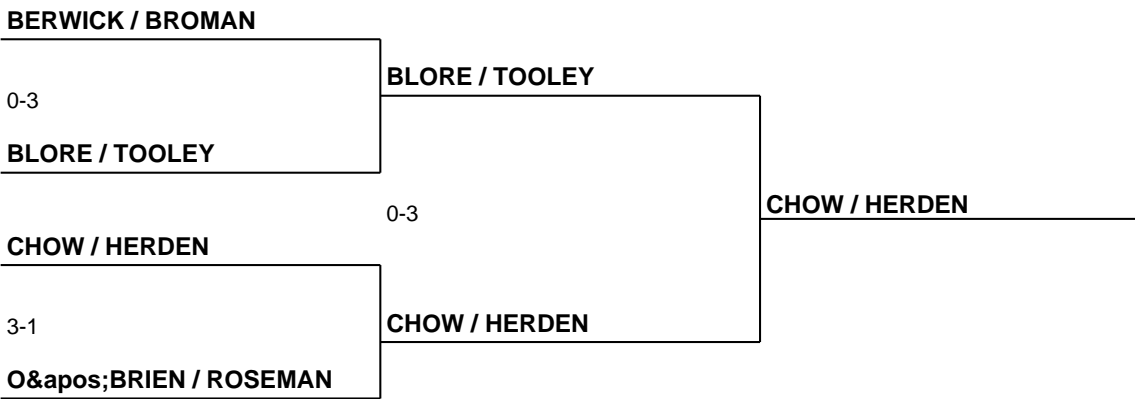 BERWICK / BROMAN
BLORE / TOOLEY
0-3
BLORE / TOOLEY
CHOW / HERDEN
0-3
CHOW / HERDEN
3-1
CHOW / HERDEN
O&apos;BRIEN / ROSEMAN